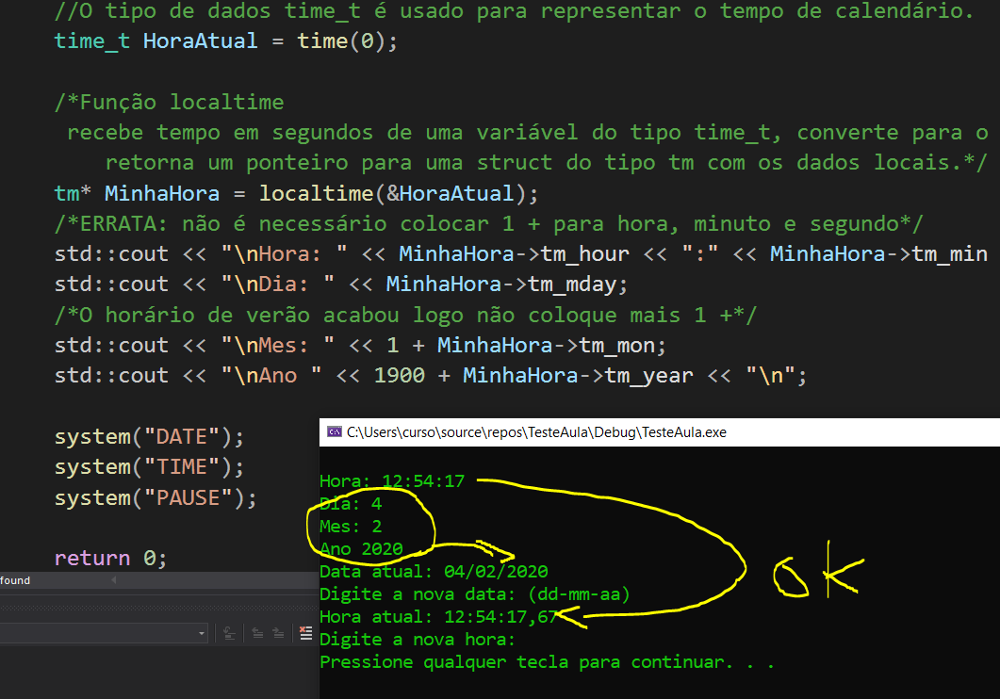 //O tipo de dados time_t é usado para representar o tempo de calendário.
time_t HoraAtual = time(0);
/*Função localtime
recebe tempo em segundos de uma variável do tipo time_t, converte para o
retorna um ponteiro para uma struct do tipo tm com os dados locais.*/
tm* MinhaHora = localtime(&HoraAtual);
/*ERRATA: não é necessário colocar 1 + para hora, minuto e segundo*/
std::cout << "\nHora: " << MinhaHora->tm_hour << ":" << MinhaHora->tm_min
std::cout << "\nDia: " << MinhaHora->tm_mday;
/*O horário de verão acabou logo não coloque mais 1 +*/
std::cout << "\nMes: " << 1 + MinhaHora->tm_mon;
std::cout << "\nAno " << 1900 + MinhaHora->tm_year << "\n";
system("DATE");
system("TIME");
system("PAUSE");
return 0;
found
C:\Users\curso\source\repos\TesteAula\Debug\TesteAula.exe
Hora: 12:54:17
Dia: 4
Mes: 2
Ano 2020
Data atual: 04/02/2020
Digite a nova data: (dd-mm-aa)
Hora atual: 12:54:17,67
Digite a nova hora:
Pressione qualquer tecla para continuar. . .
OK